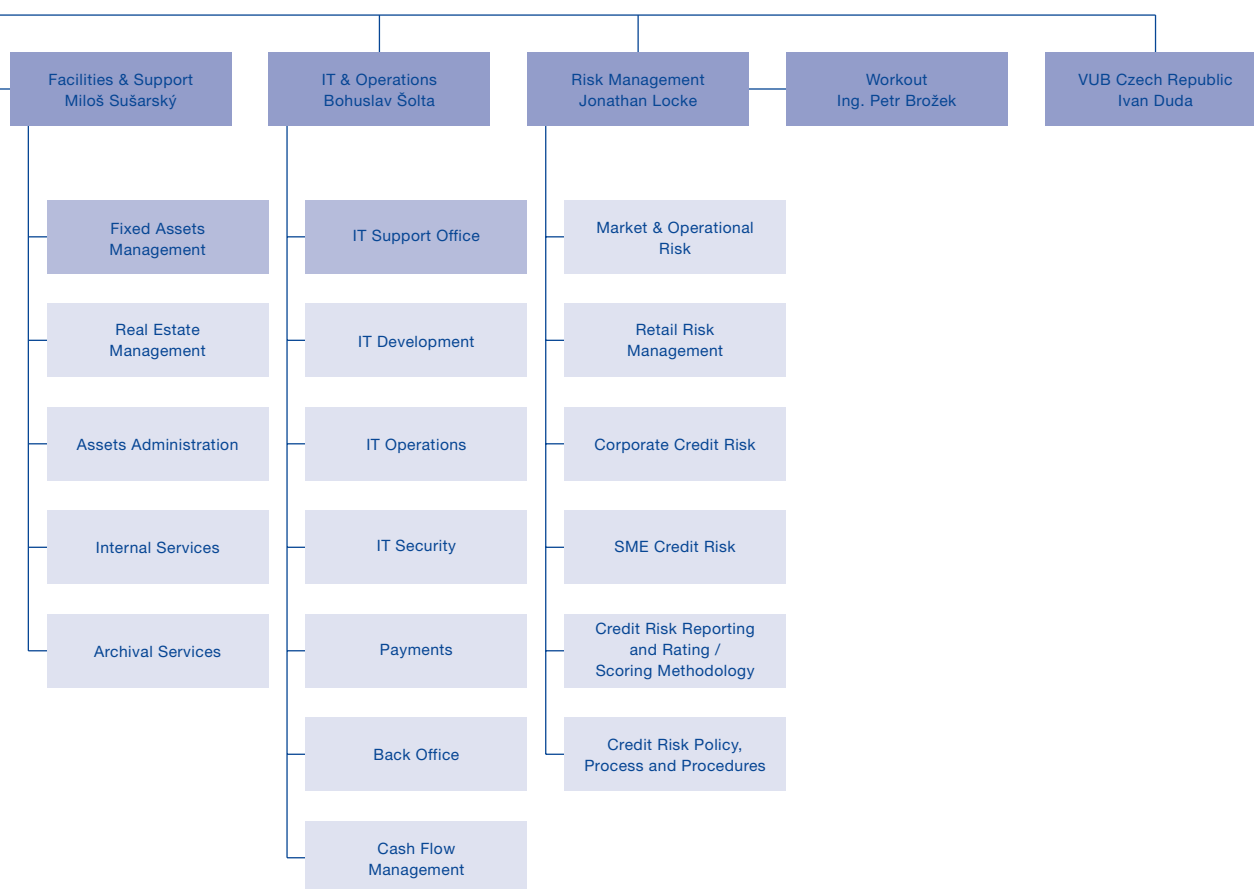 Facilities & Support
Miloš Sušarský
IT & Operations
Bohuslav Šolta
Risk Management
Jonathan Locke
Workout
Ing. Petr Brožek
VUB Czech Republic
Ivan Duda
Fixed Assets
Management
Real Estate
Management
Assets Administration
Internal Services
Archival Services
IT Support Office
IT Development
IT Operations
IT Security
Payments
Back Office
Cash Flow
Management
Market & Operational
Risk
Retail Risk
Management
Corporate Credit Risk
SME Credit Risk
Credit Risk Reporting
and Rating /
Scoring Methodology
Credit Risk Policy,
Process and Procedures